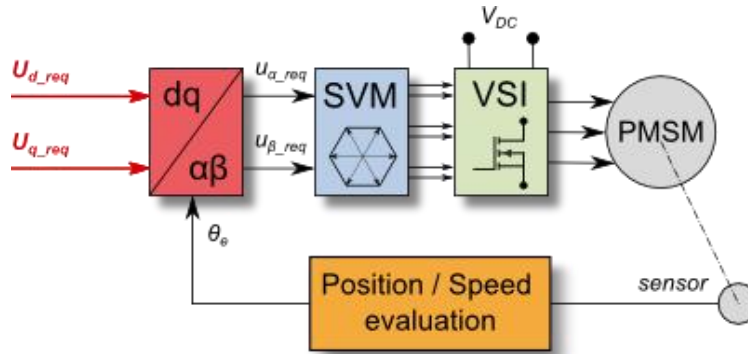 V_DC
U_d_req
u_α_req
dq
SVM
VSI
PMSM
U_q_req
u_β_req
αβ
θ_e
Position / Speed
evaluation
sensor